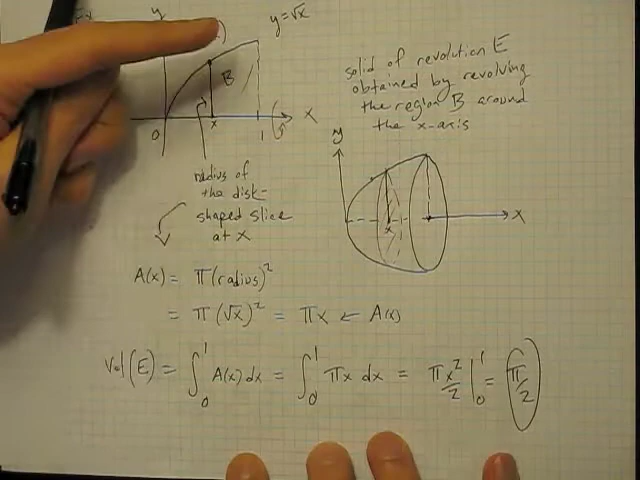 y
y = √x
B
0
x
1
x
radius of
the disk-
shaped slice
at x
solid of revolution E
obtained by revolving
the region B around
the x-axis
y
x
x
A(x) = π(radius)²
= π(√x)² = πx ← A(x)
Vol(E) = ∫₀¹ A(x) dx = ∫₀¹ πx dx = πx²/2 |₀¹ = π/2